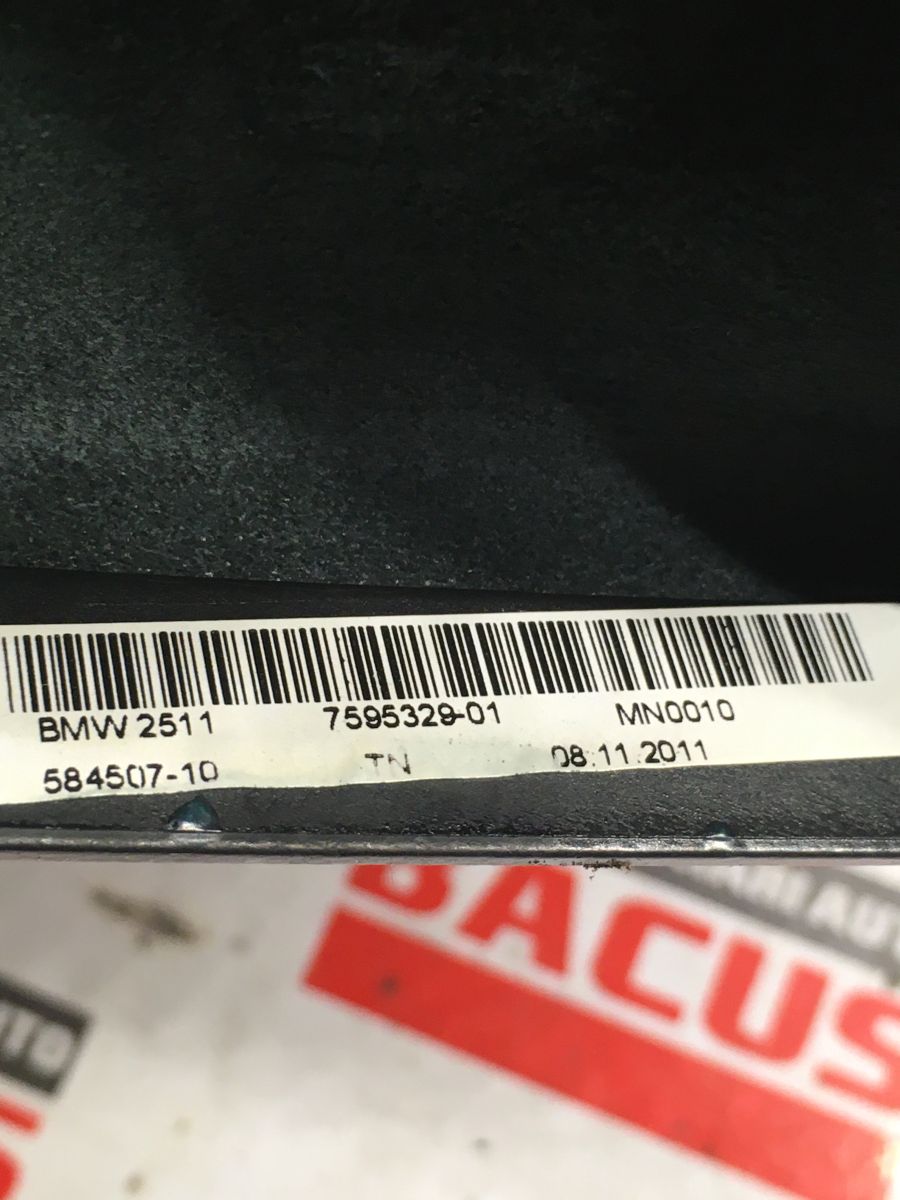 BMW 2511 7595329-01 MN0010
584507-10 TN 08.11.2011
BACUS